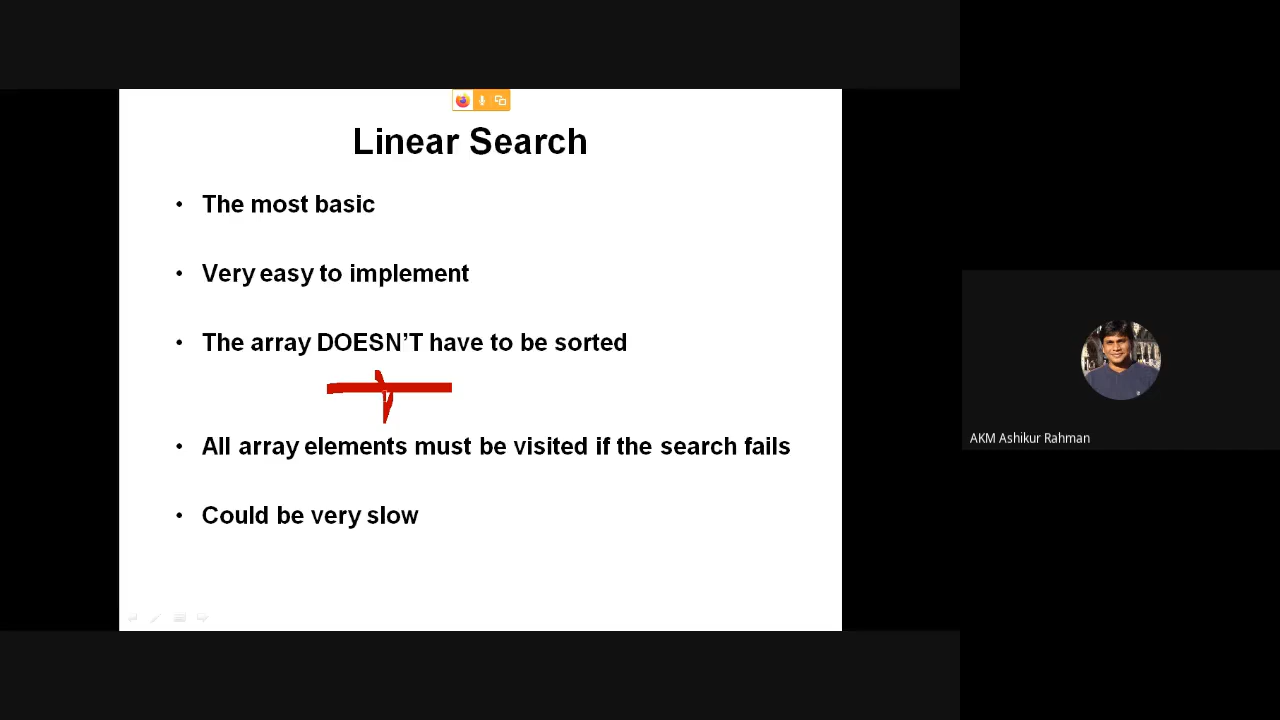 Linear Search
• The most basic
• Very easy to implement
• The array DOESN’T have to be sorted
• All array elements must be visited if the search fails
• Could be very slow
AKM Ashikur Rahman